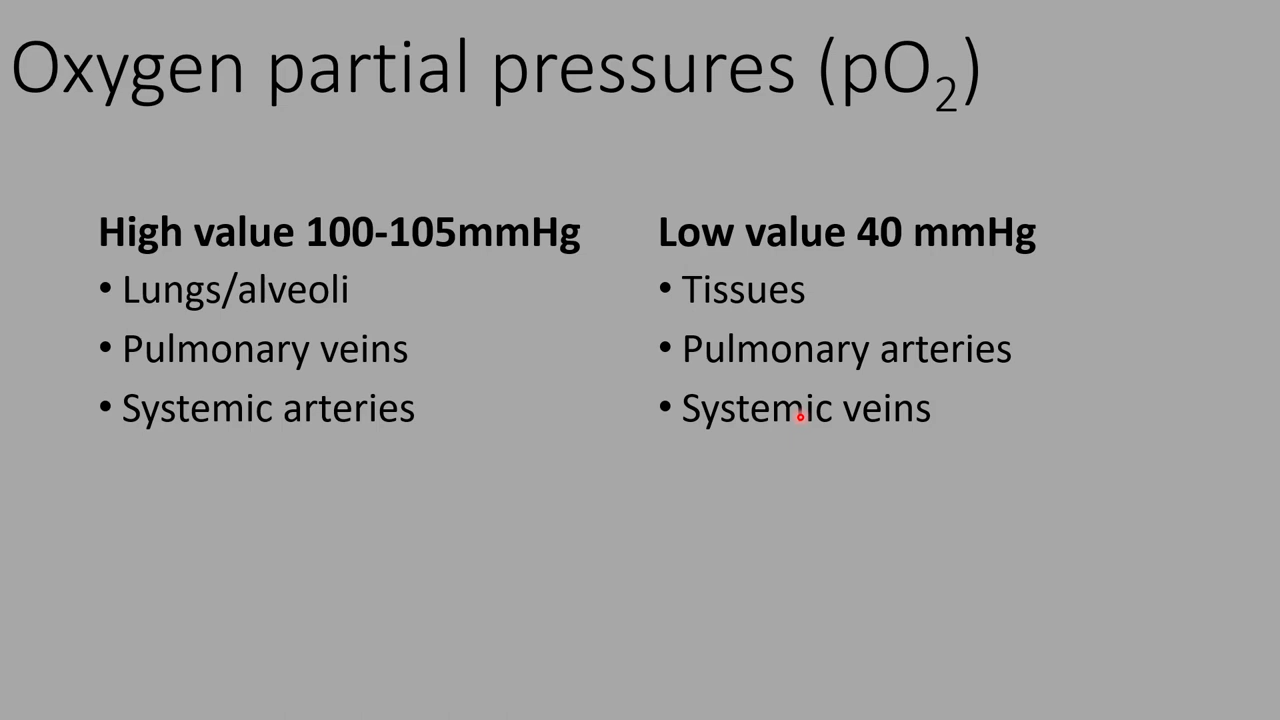 Oxygen partial pressures (pO₂)
High value 100-105mmHg
• Lungs/alveoli
• Pulmonary veins
• Systemic arteries
Low value 40 mmHg
• Tissues
• Pulmonary arteries
• Systemic veins